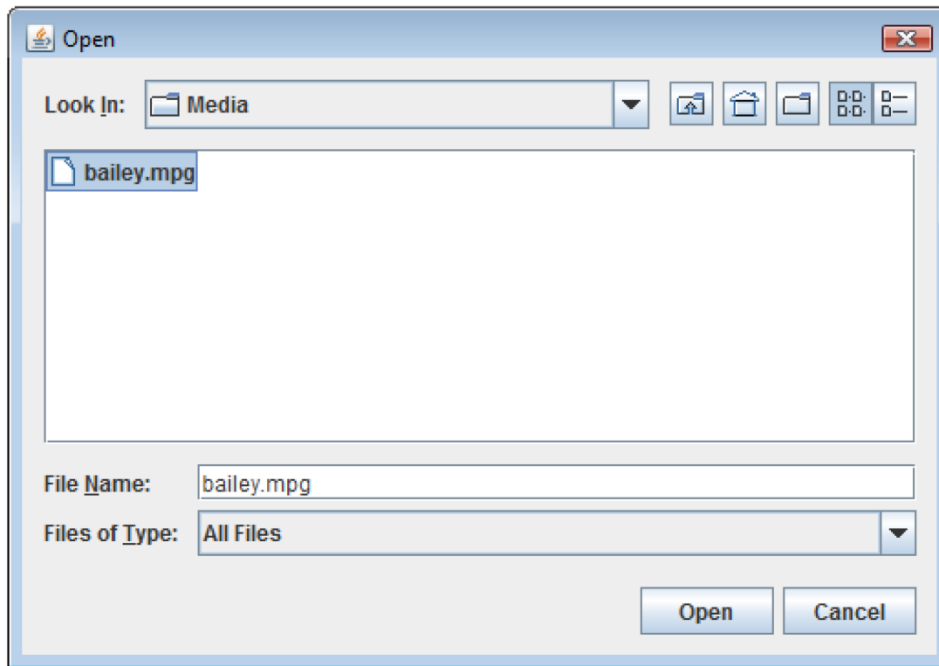 Open
Look In: Media
bailey.mpg
File Name: bailey.mpg
Files of Type: All Files
Open Cancel